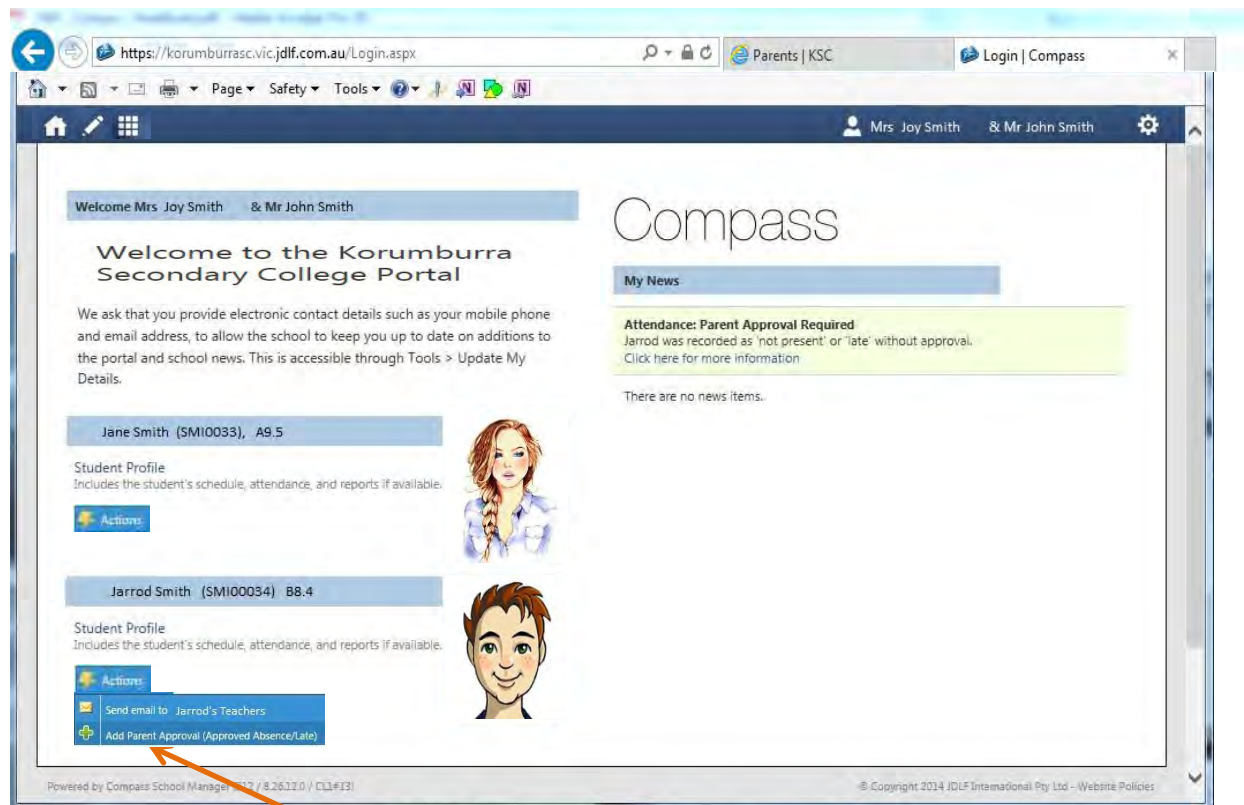 https://korumburrasc.vic.jdlf.com.au/Login.aspx
Parents | KSC
Login | Compass
Page Safety Tools
Mrs Joy Smith & Mr John Smith
Welcome Mrs Joy Smith & Mr John Smith
Welcome to the Korumburra
Secondary College Portal
We ask that you provide electronic contact details such as your mobile phone
and email address, to allow the school to keep you up to date on additions to
the portal and school news. This is accessible through Tools > Update My
Details.
Jane Smith (SMI0033), A9.5
Student Profile
Includes the student's schedule, attendance, and reports if available.
Actions
Jarrod Smith (SMI00034) B8.4
Student Profile
Includes the student's schedule, attendance, and reports if available.
Actions
Send email to Jarrod's Teachers
Add Parent Approval (Approved Absence/Late)
Compass
My News
Attendance: Parent Approval Required
Jarrod was recorded as 'not present' or 'late' without approval.
Click here for more information
There are no news items.
Powered by Compass School Manager
© Copyright 2014 JDLF International Pty Ltd - Website Policies